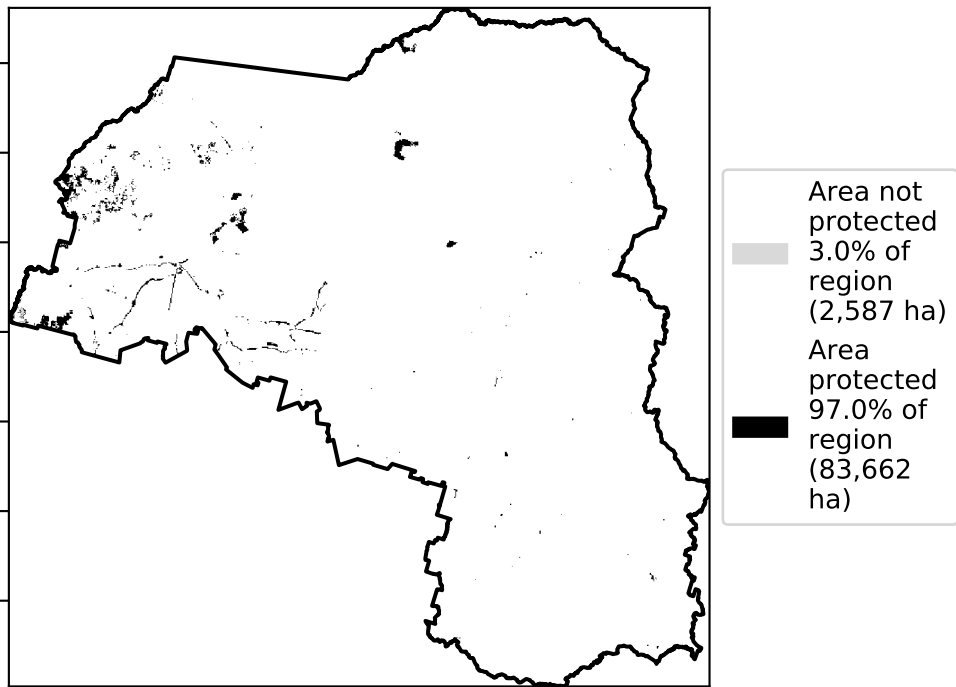 Area not
protected
3.0% of
region
(2,587 ha)
Area
protected
97.0% of
region
(83,662
ha)